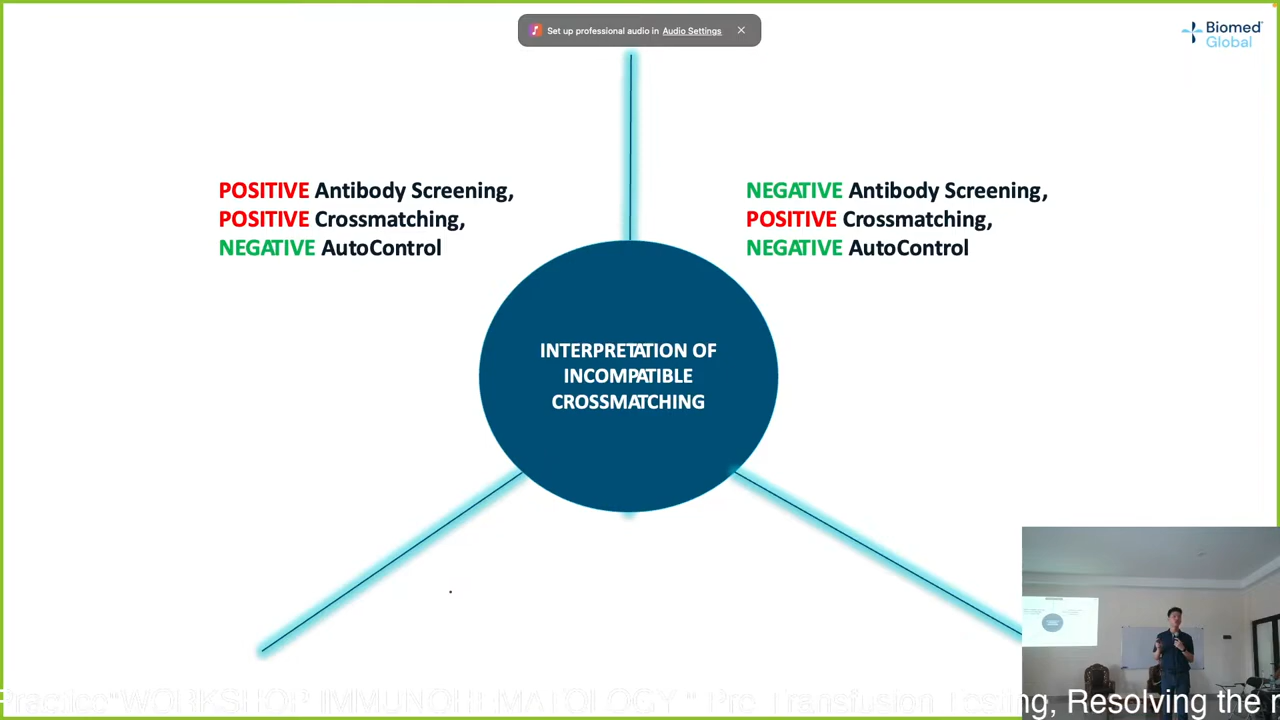 Set up professional audio in Audio Settings
Biomed
Global
POSITIVE Antibody Screening,
POSITIVE Crossmatching,
NEGATIVE AutoControl
NEGATIVE Antibody Screening,
POSITIVE Crossmatching,
NEGATIVE AutoControl
INTERPRETATION OF
INCOMPATIBLE
CROSSMATCHING
Practice "WORKSHOP IMMUNOHEMATOLOGY " Pre Transfusion Testing, Resolving the